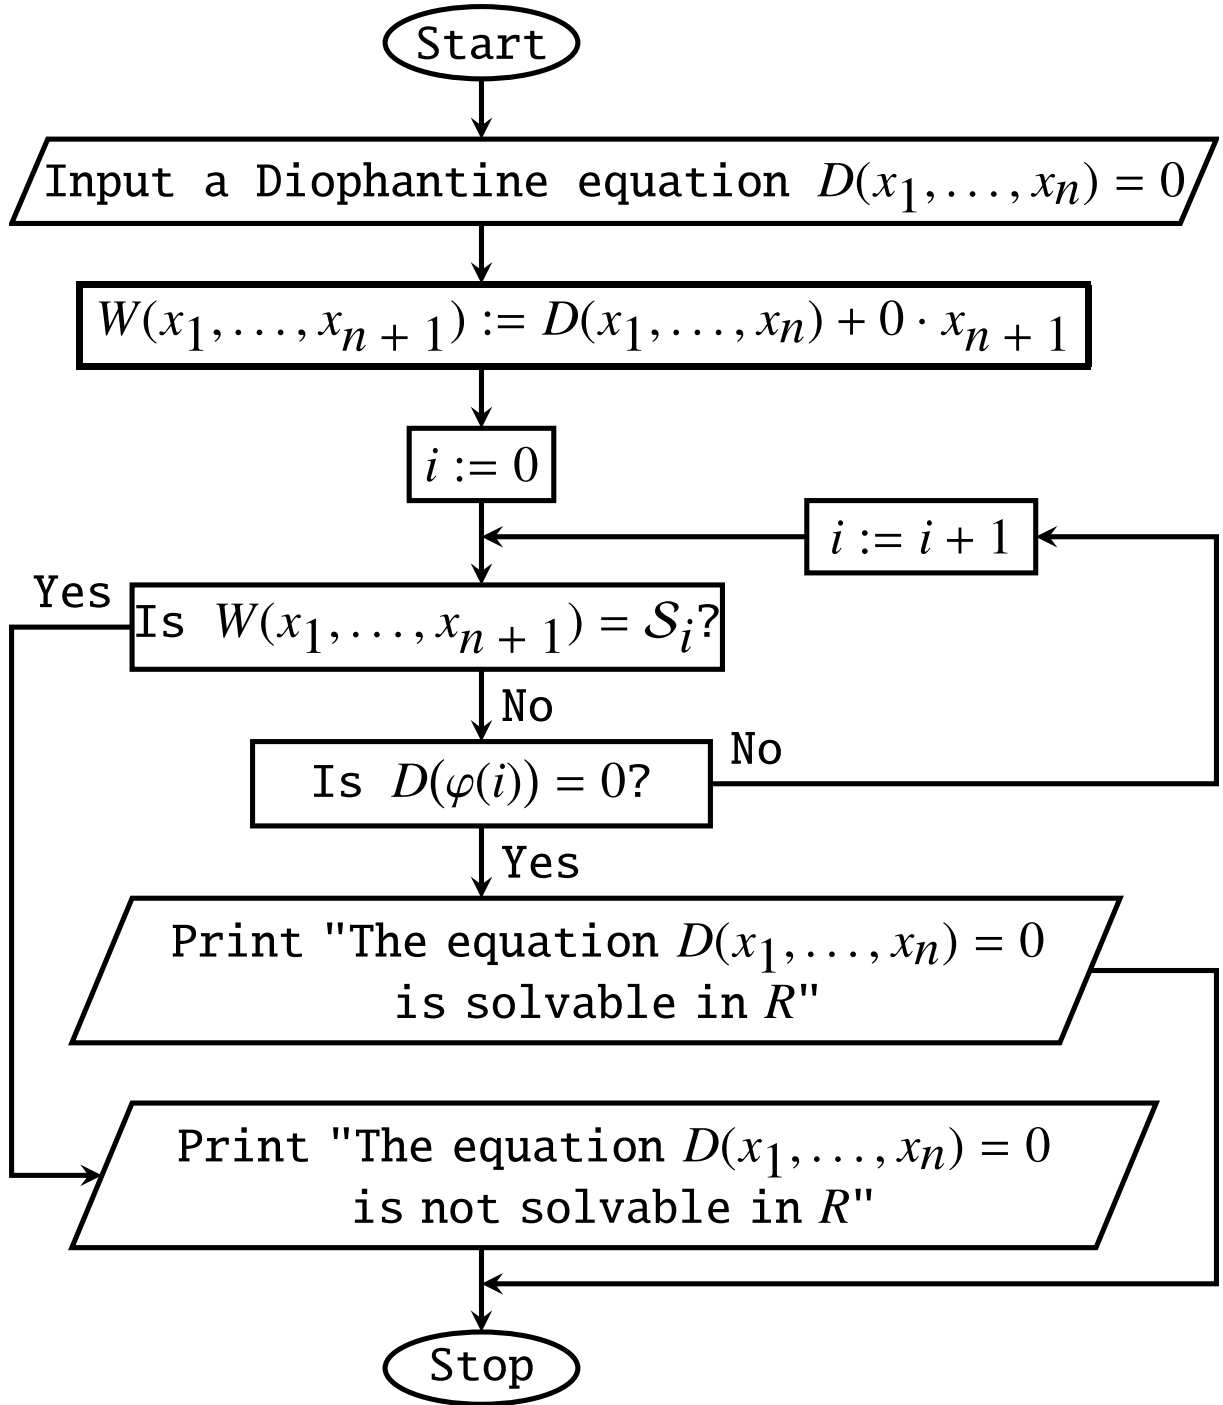 Start
Input a Diophantine equation D(x₁, . . . , xₙ) = 0
W(x₁, . . . , xₙ ₊ ₁) := D(x₁, . . . , xₙ) + 0 · xₙ ₊ ₁
i := 0
i := i + 1
Yes
Is W(x₁, . . . , xₙ ₊ ₁) = 𝒮ᵢ?
No
No
Is D(φ(i)) = 0?
Yes
Print "The equation D(x₁, . . . , xₙ) = 0
is solvable in R"
Print "The equation D(x₁, . . . , xₙ) = 0
is not solvable in R"
Stop